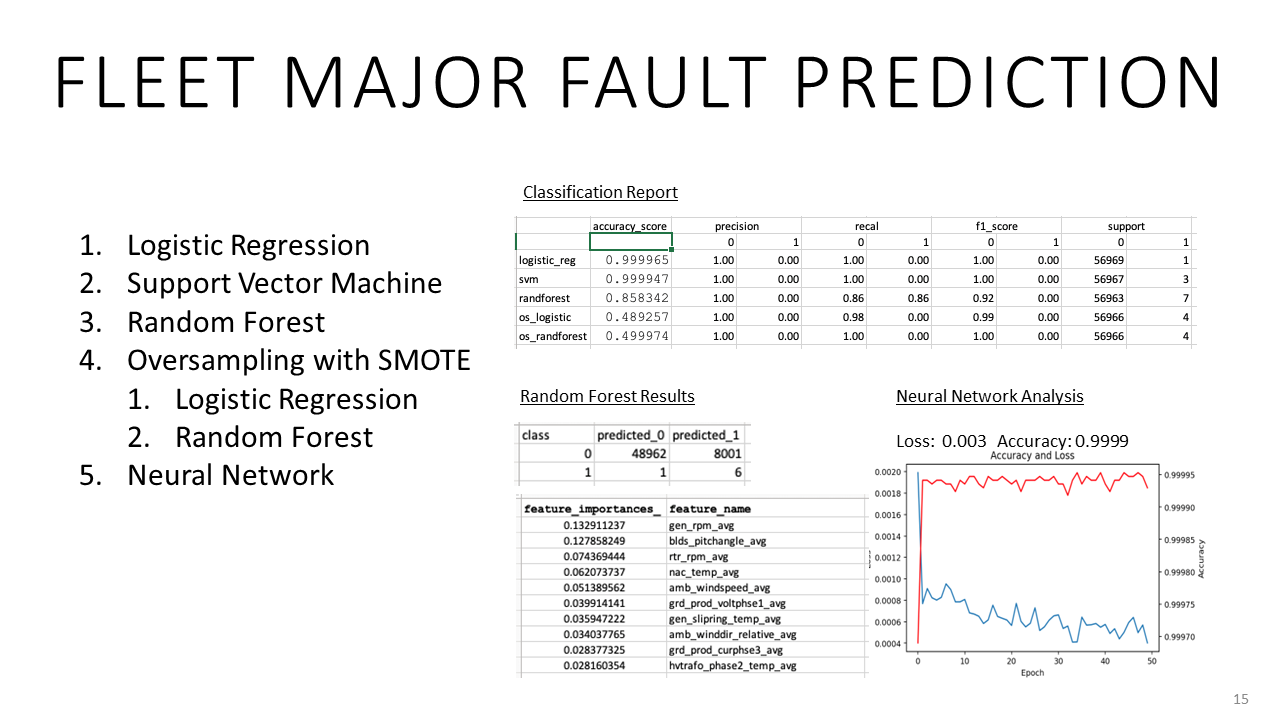 FLEET MAJOR FAULT PREDICTION
1. Logistic Regression
2. Support Vector Machine
3. Random Forest
4. Oversampling with SMOTE
1. Logistic Regression
2. Random Forest
5. Neural Network
Classification Report
accuracy_score precision recal f1_score support
0 1 0 1 0 1 0 1
logistic_reg 0.999965 1.00 0.00 1.00 0.00 1.00 0.00 56969 1
svm 0.999947 1.00 0.00 1.00 0.00 1.00 0.00 56967 3
randforest 0.858342 1.00 0.00 0.86 0.86 0.92 0.00 56963 7
os_logistic 0.489257 1.00 0.00 0.98 0.00 0.99 0.00 56966 4
os_randforest 0.499974 1.00 0.00 1.00 0.00 1.00 0.00 56966 4
Random Forest Results
class predicted_0 predicted_1
0 48962 8001
1 1 6
feature_importances_ feature_name
0.132911237 gen_rpm_avg
0.127858249 blds_pitchangle_avg
0.074369444 rtr_rpm_avg
0.062073737 nac_temp_avg
0.051389562 amb_windspeed_avg
0.039914141 grd_prod_voltphse1_avg
0.035947222 gen_slipring_temp_avg
0.034037765 amb_winddir_relative_avg
0.028377325 grd_prod_curphse3_avg
0.028160354 hvtrafo_phase2_temp_avg
Neural Network Analysis
Loss: 0.003 Accuracy: 0.9999
Accuracy and Loss
0.0020
0.0018
0.0016
0.0014
0.0012
0.0010
0.0008
0.0006
0.0004
0.99995
0.99990
0.99985
0.99980
0.99975
0.99970
Accuracy
0 10 20 30 40 50
Epoch
15